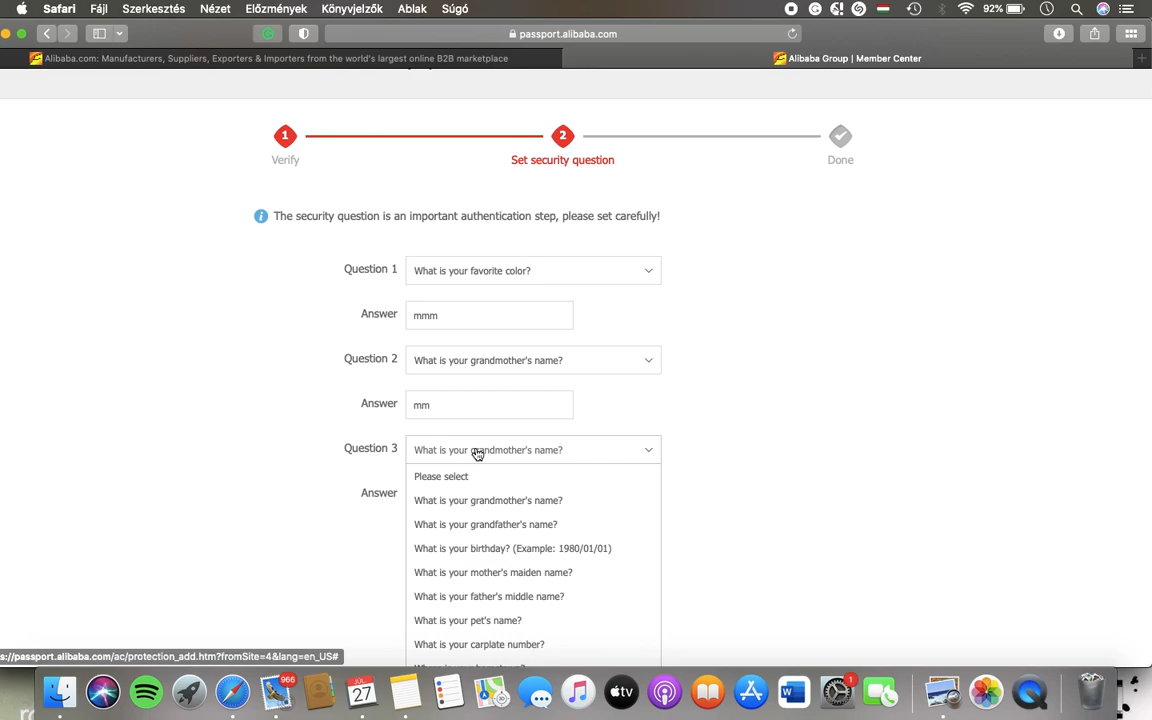 Safari Fájl Szerkesztés Nézet Előzmények Könyvjelzők Ablak Súgó 92%
passport.alibaba.com
Alibaba.com: Manufacturers, Suppliers, Exporters & Importers from the world's largest online B2B marketplace
Alibaba Group | Member Center
1 2
Verify Set security question Done
The security question is an important authentication step, please set carefully!
Question 1 What is your favorite color?
Answer mmm
Question 2 What is your grandmother's name?
Answer mm
Question 3 What is your grandmother's name?
Please select
Answer
What is your grandmother's name?
What is your grandfather's name?
What is your birthday? (Example: 1980/01/01)
What is your mother's maiden name?
What is your father's middle name?
What is your pet's name?
What is your carplate number?
s://passport.alibaba.com/ac/protection_add.htm?fromSite=4&lang=en_US#
966
JÚL
27
tv
1